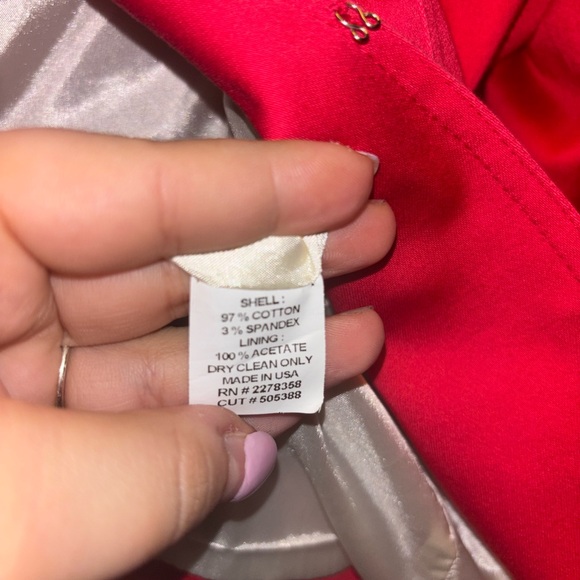 SHELL :
97 % COTTON
3 % SPANDEX
LINING :
100 % ACETATE
DRY CLEAN ONLY
MADE IN USA
RN # 2278358
CUT # 505388